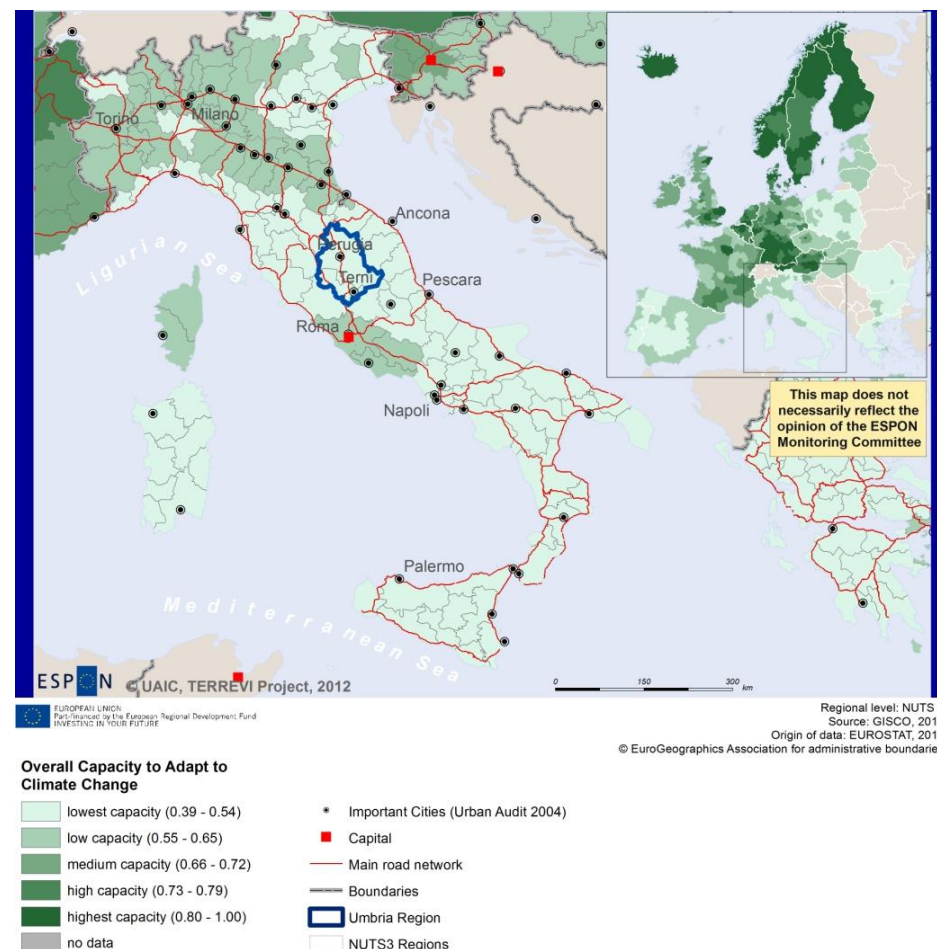 Torino
Milano
Ancona
Perugia
Terni
Pescara
Roma
Napoli
Palermo
Ligurian Sea
Mediterranean Sea
This map does not
necessarily reflect the
opinion of the ESPON
Monitoring Committee
ESPON
© UAIC, TERREVI Project, 2012
0 150 300
km
EUROPEAN UNION
Part-financed by the European Regional Development Fund
INVESTING IN YOUR FUTURE
Regional level: NUTS
Source: GISCO, 201
Origin of data: EUROSTAT, 201
© EuroGeographics Association for administrative boundarie
Overall Capacity to Adapt to
Climate Change
lowest capacity (0.39 - 0.54)
low capacity (0.55 - 0.65)
medium capacity (0.66 - 0.72)
high capacity (0.73 - 0.79)
highest capacity (0.80 - 1.00)
no data
Important Cities (Urban Audit 2004)
Capital
Main road network
Boundaries
Umbria Region
NUTS3 Regions